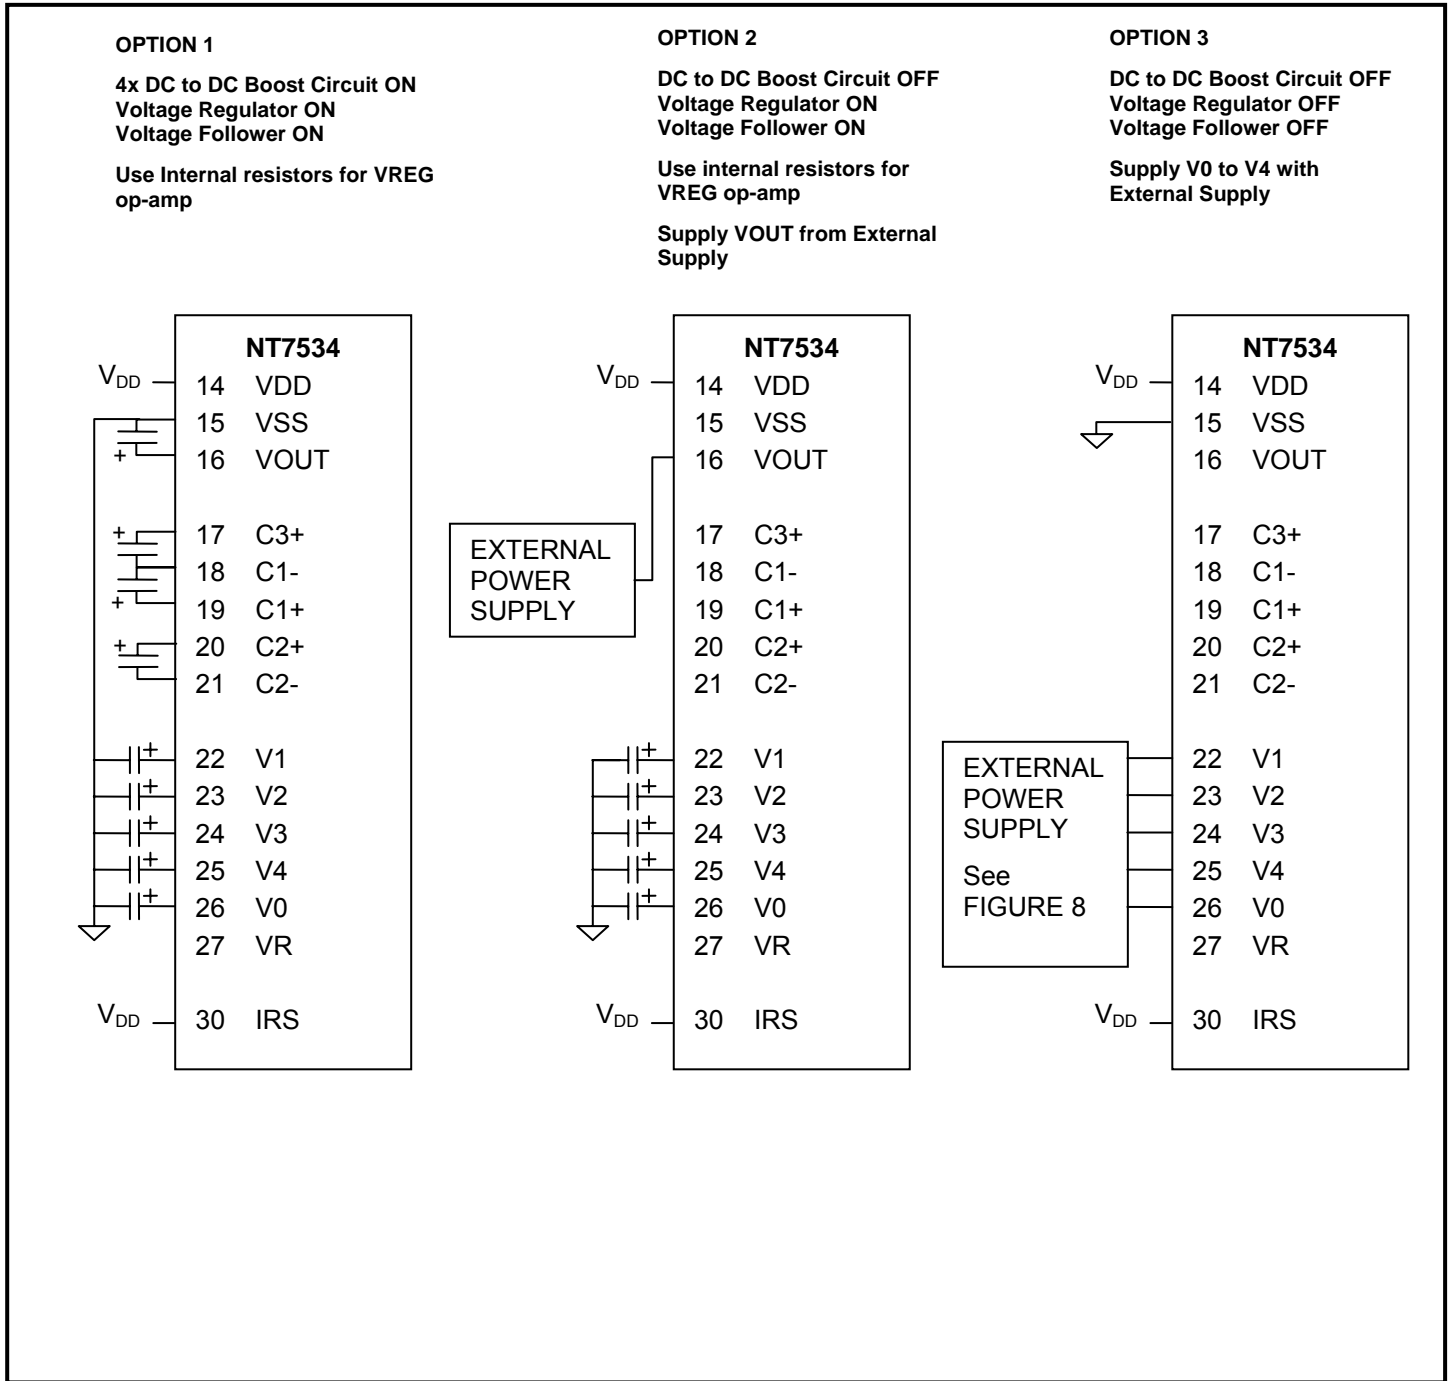 OPTION 1
4x DC to DC Boost Circuit ON
Voltage Regulator ON
Voltage Follower ON
Use Internal resistors for VREG
op-amp
OPTION 2
DC to DC Boost Circuit OFF
Voltage Regulator ON
Voltage Follower ON
Use internal resistors for
VREG op-amp
Supply VOUT from External
Supply
OPTION 3
DC to DC Boost Circuit OFF
Voltage Regulator OFF
Voltage Follower OFF
Supply V0 to V4 with
External Supply
NT7534
VDD 14 VDD
15 VSS
+ 16 VOUT
+ 17 C3+
18 C1-
+ 19 C1+
+ 20 C2+
21 C2-
+ 22 V1
+ 23 V2
+ 24 V3
+ 25 V4
+ 26 V0
27 VR
VDD 30 IRS
EXTERNAL
POWER
SUPPLY
NT7534
VDD 14 VDD
15 VSS
16 VOUT
17 C3+
18 C1-
19 C1+
20 C2+
21 C2-
+ 22 V1
+ 23 V2
+ 24 V3
+ 25 V4
+ 26 V0
27 VR
VDD 30 IRS
EXTERNAL
POWER
SUPPLY
See
FIGURE 8
NT7534
VDD 14 VDD
15 VSS
16 VOUT
17 C3+
18 C1-
19 C1+
20 C2+
21 C2-
22 V1
23 V2
24 V3
25 V4
26 V0
27 VR
VDD 30 IRS